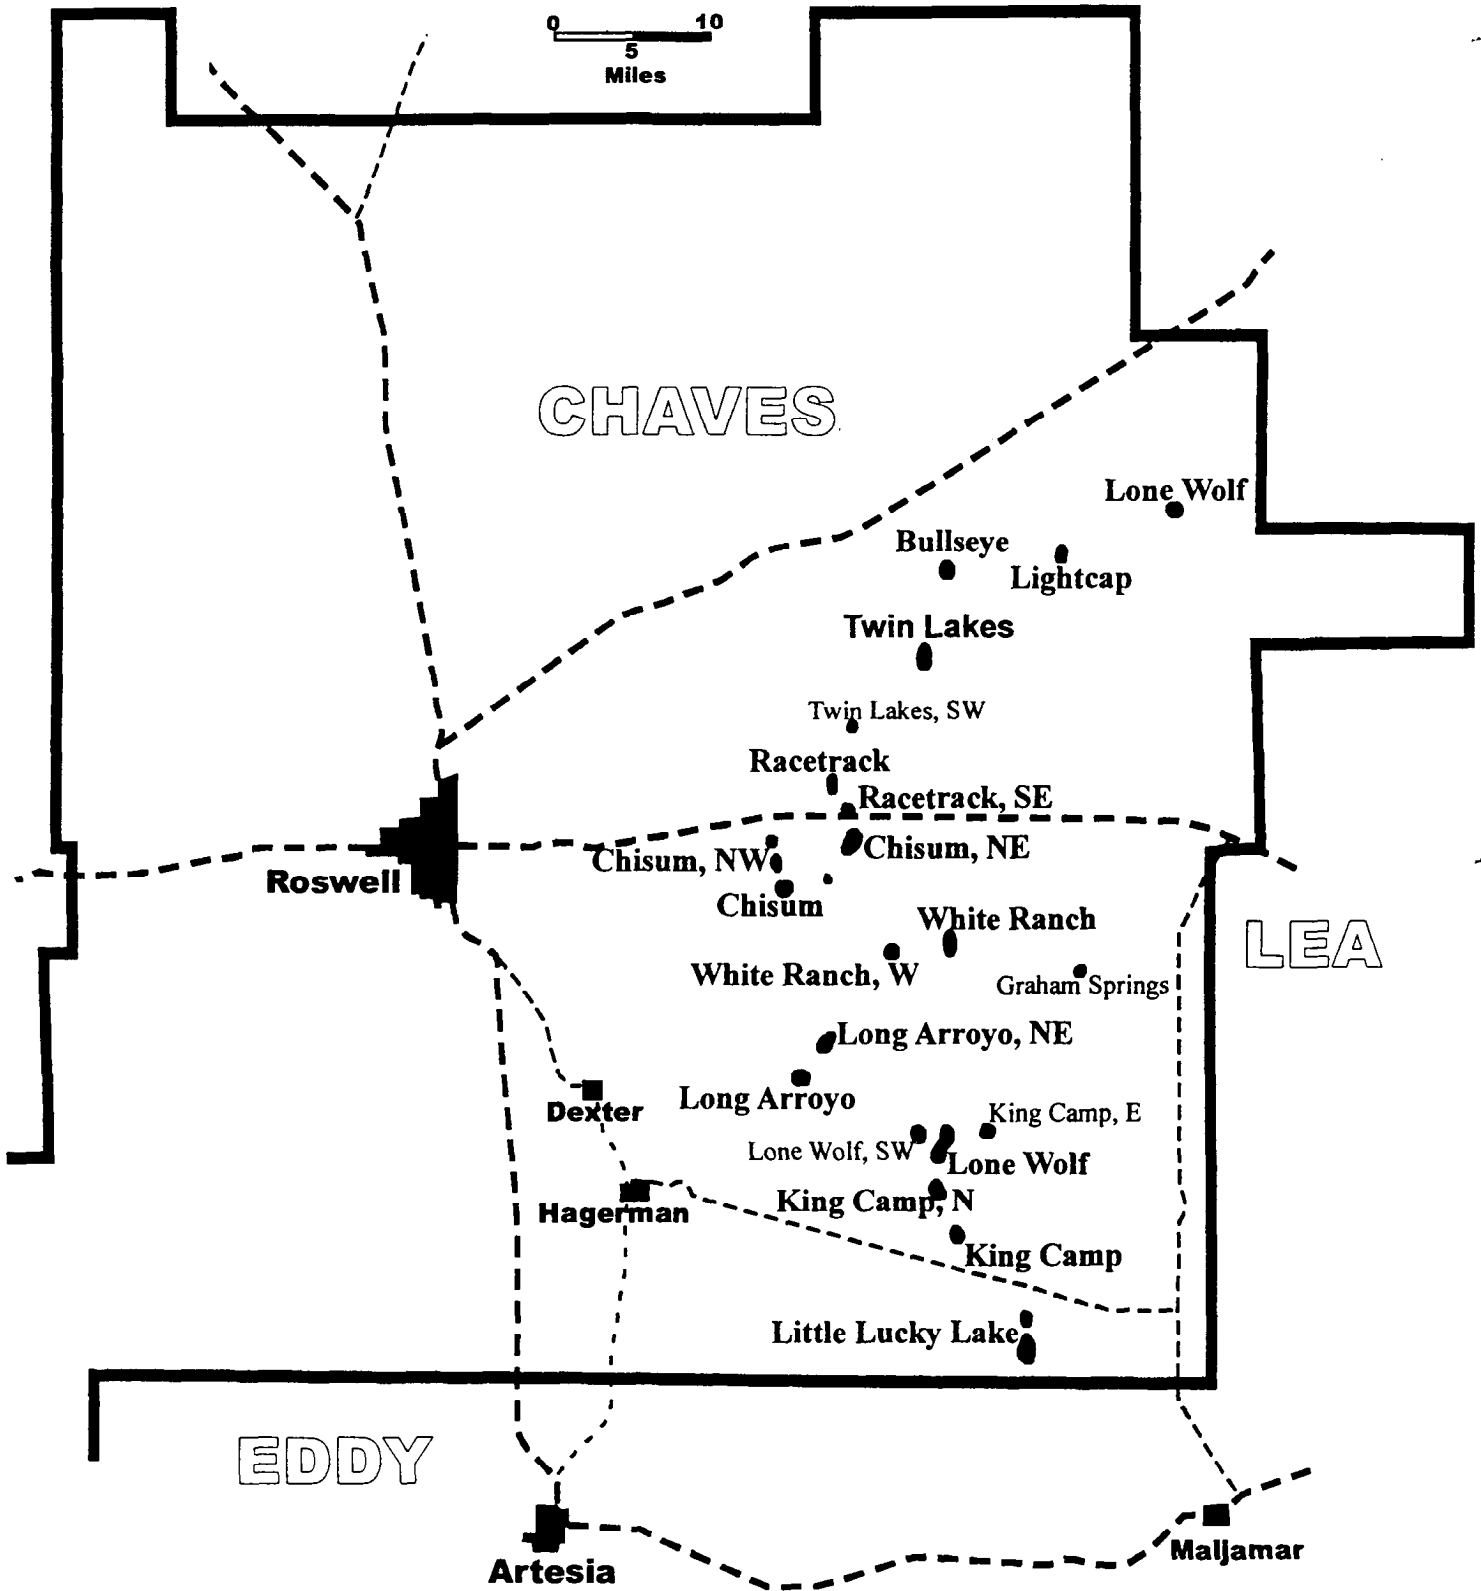 0 10
5
Miles
CHAVES
Lone Wolf
Bullseye
Lightcap
Twin Lakes
Twin Lakes, SW
Racetrack
Racetrack, SE
Chisum, NW
Chisum, NE
Roswell
Chisum
White Ranch
LEA
White Ranch, W
Graham Springs
Long Arroyo, NE
Long Arroyo
Dexter
King Camp, E
Lone Wolf, SW
Lone Wolf
King Camp, N
Hagerman
King Camp
Little Lucky Lake
EDDY
Maljamar
Artesia